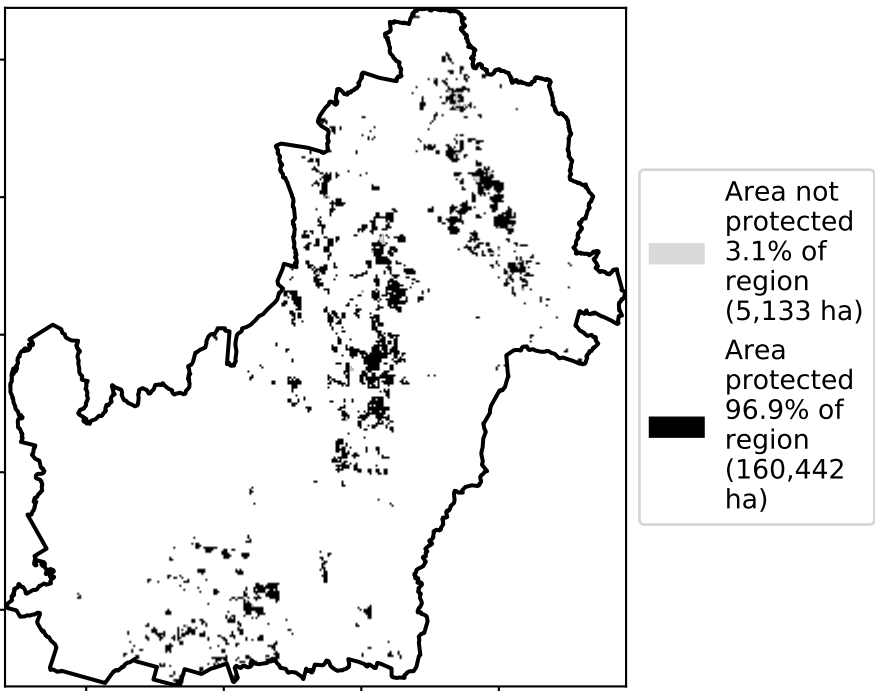 Area not
protected
3.1% of
region
(5,133 ha)
Area
protected
96.9% of
region
(160,442
ha)